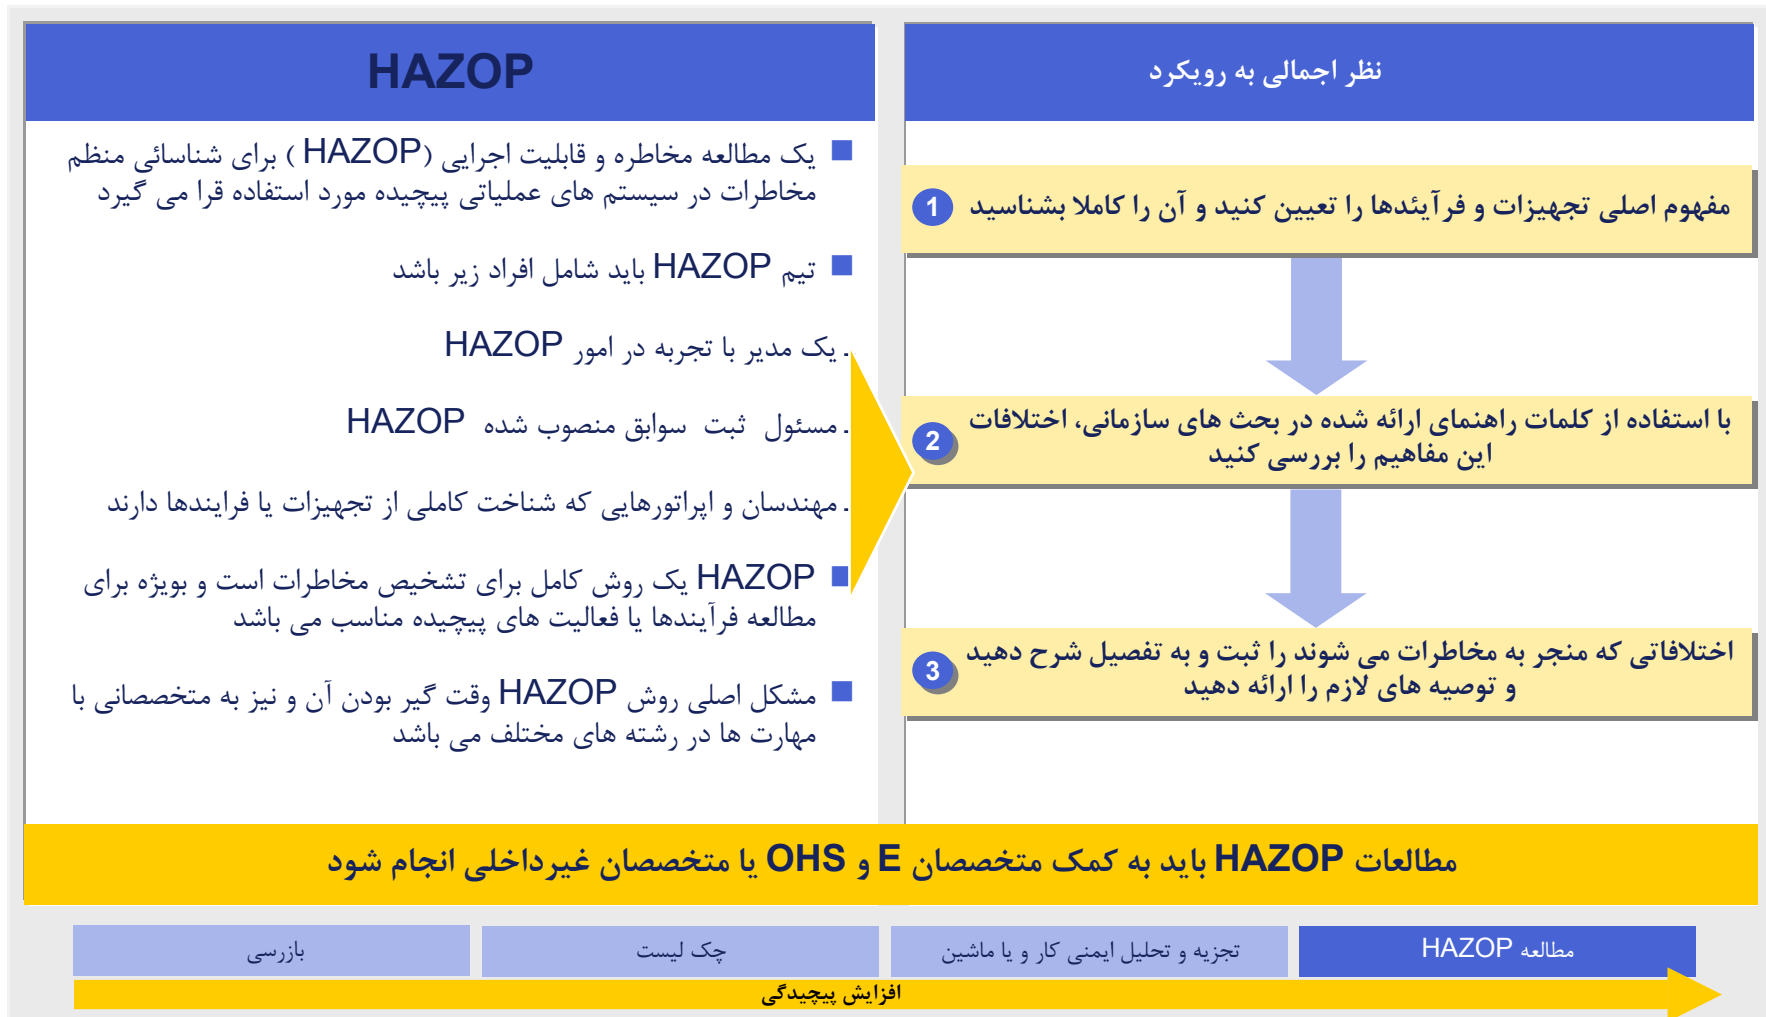 نظر اجمالی به رویکرد
مفهوم اصلی تجهیزات و فرآیئدها را تعیین کنید و آن را کاملا بشناسید
1
با استفاده از کلمات راهنمای ارائه شده در بحث های سازمانی، اختلافات
این مفاهیم را بررسی کنید
2
اختلافاتی که منجر به مخاطرات می شوند را ثبت و به تفصیل شرح دهید
و توصیه های لازم را ارائه دهید
3
HAZOP
یک مطالعه مخاطره و قابلیت اجرایی (HAZOP ) برای شناسائی منظم
مخاطرات در سیستم های عملیاتی پیچیده مورد استفاده قرا می گیرد
تیم HAZOP باید شامل افراد زیر باشد
. یک مدیر با تجربه در امور HAZOP
. مسئول ثبت سوابق منصوب شده HAZOP
. مهندسان و اپراتورهایی که شناخت کاملی از تجهیزات یا فرایندها دارند
HAZOP یک روش کامل برای تشخیص مخاطرات است و بویژه برای
مطالعه فرآیندها یا فعالیت های پیچیده مناسب می باشد
مشکل اصلی روش HAZOP وقت گیر بودن آن و نیز به متخصصانی با
مهارت ها در رشته های مختلف می باشد
مطالعات HAZOP باید به کمک متخصصان E و OHS یا متخصصان غیرداخلی انجام شود
مطالعه HAZOP
تجزیه و تحلیل ایمنی کار و یا ماشین
چک لیست
بازرسی
افزایش پیچیدگی